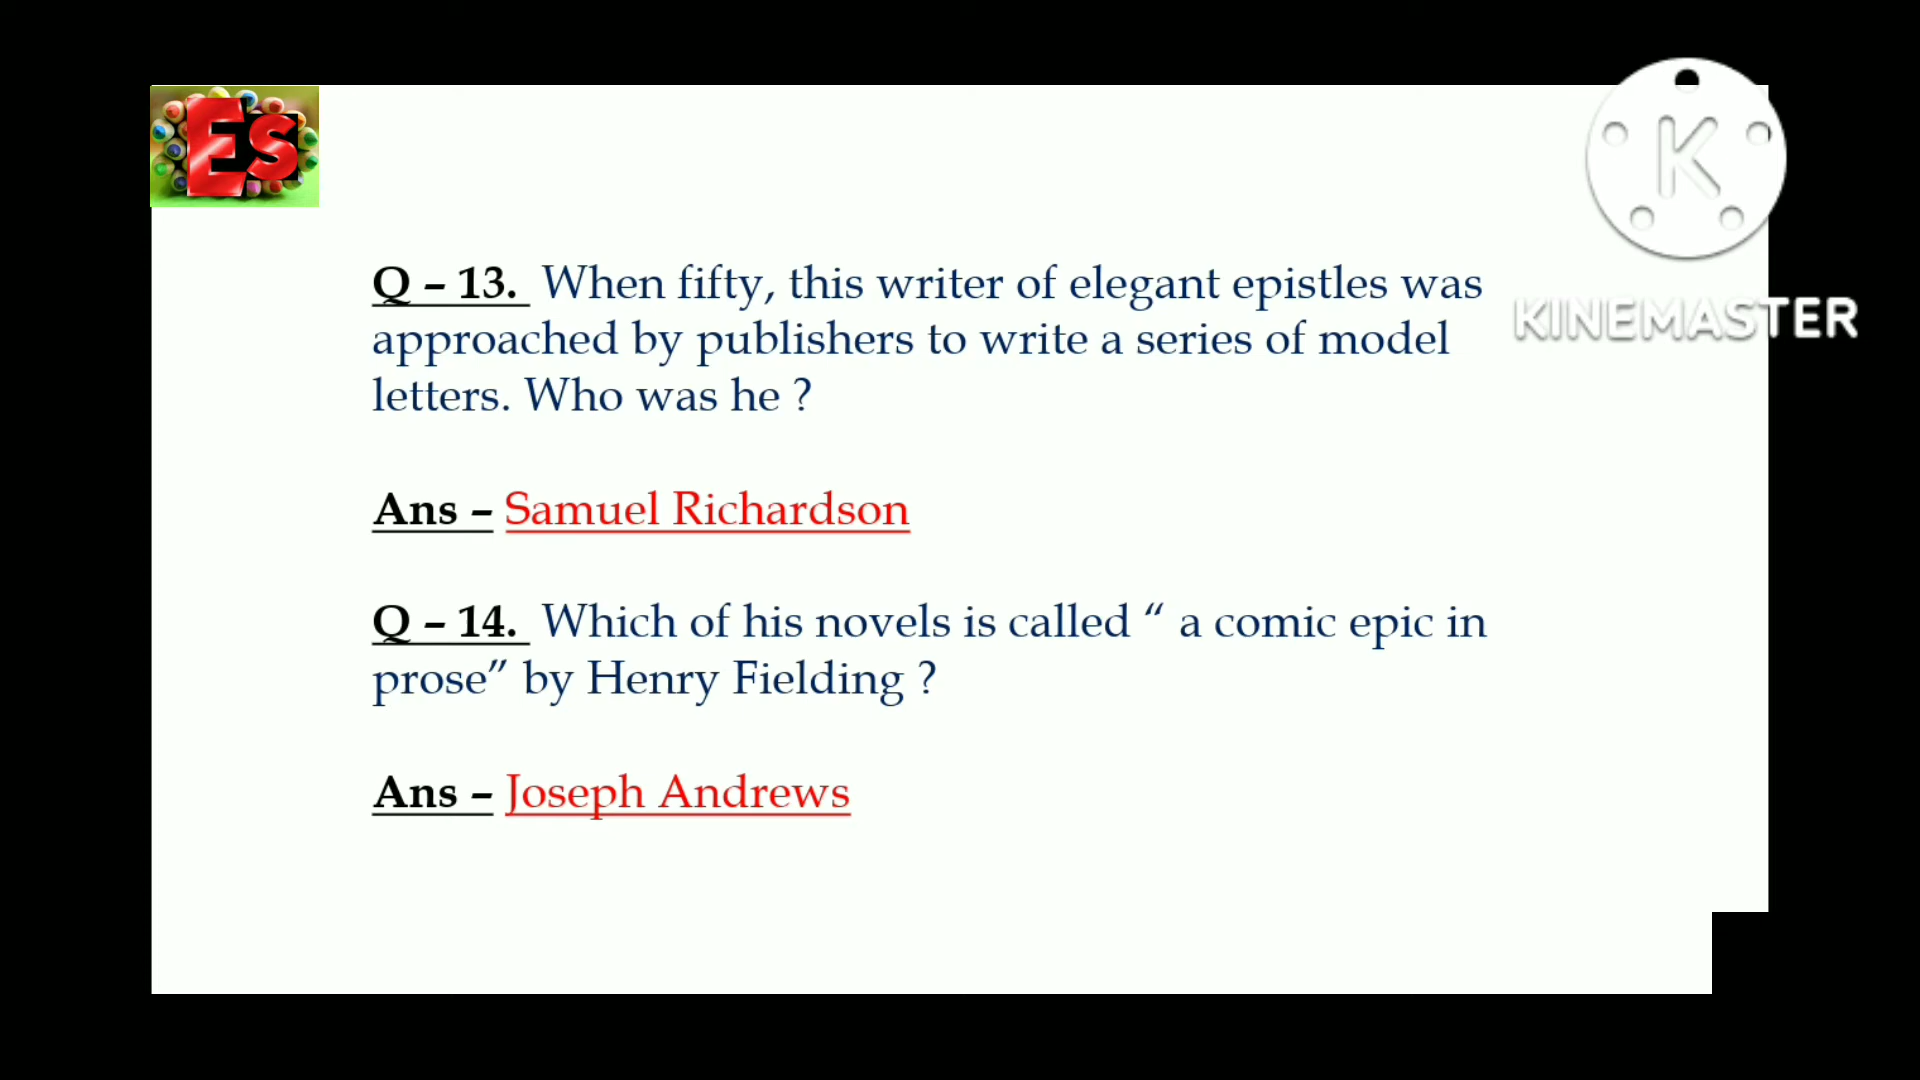 Es
K
KINEMASTER
Q – 13. When fifty, this writer of elegant epistles was
approached by publishers to write a series of model
letters. Who was he ?
Ans – Samuel Richardson
Q – 14. Which of his novels is called “ a comic epic in
prose” by Henry Fielding ?
Ans – Joseph Andrews